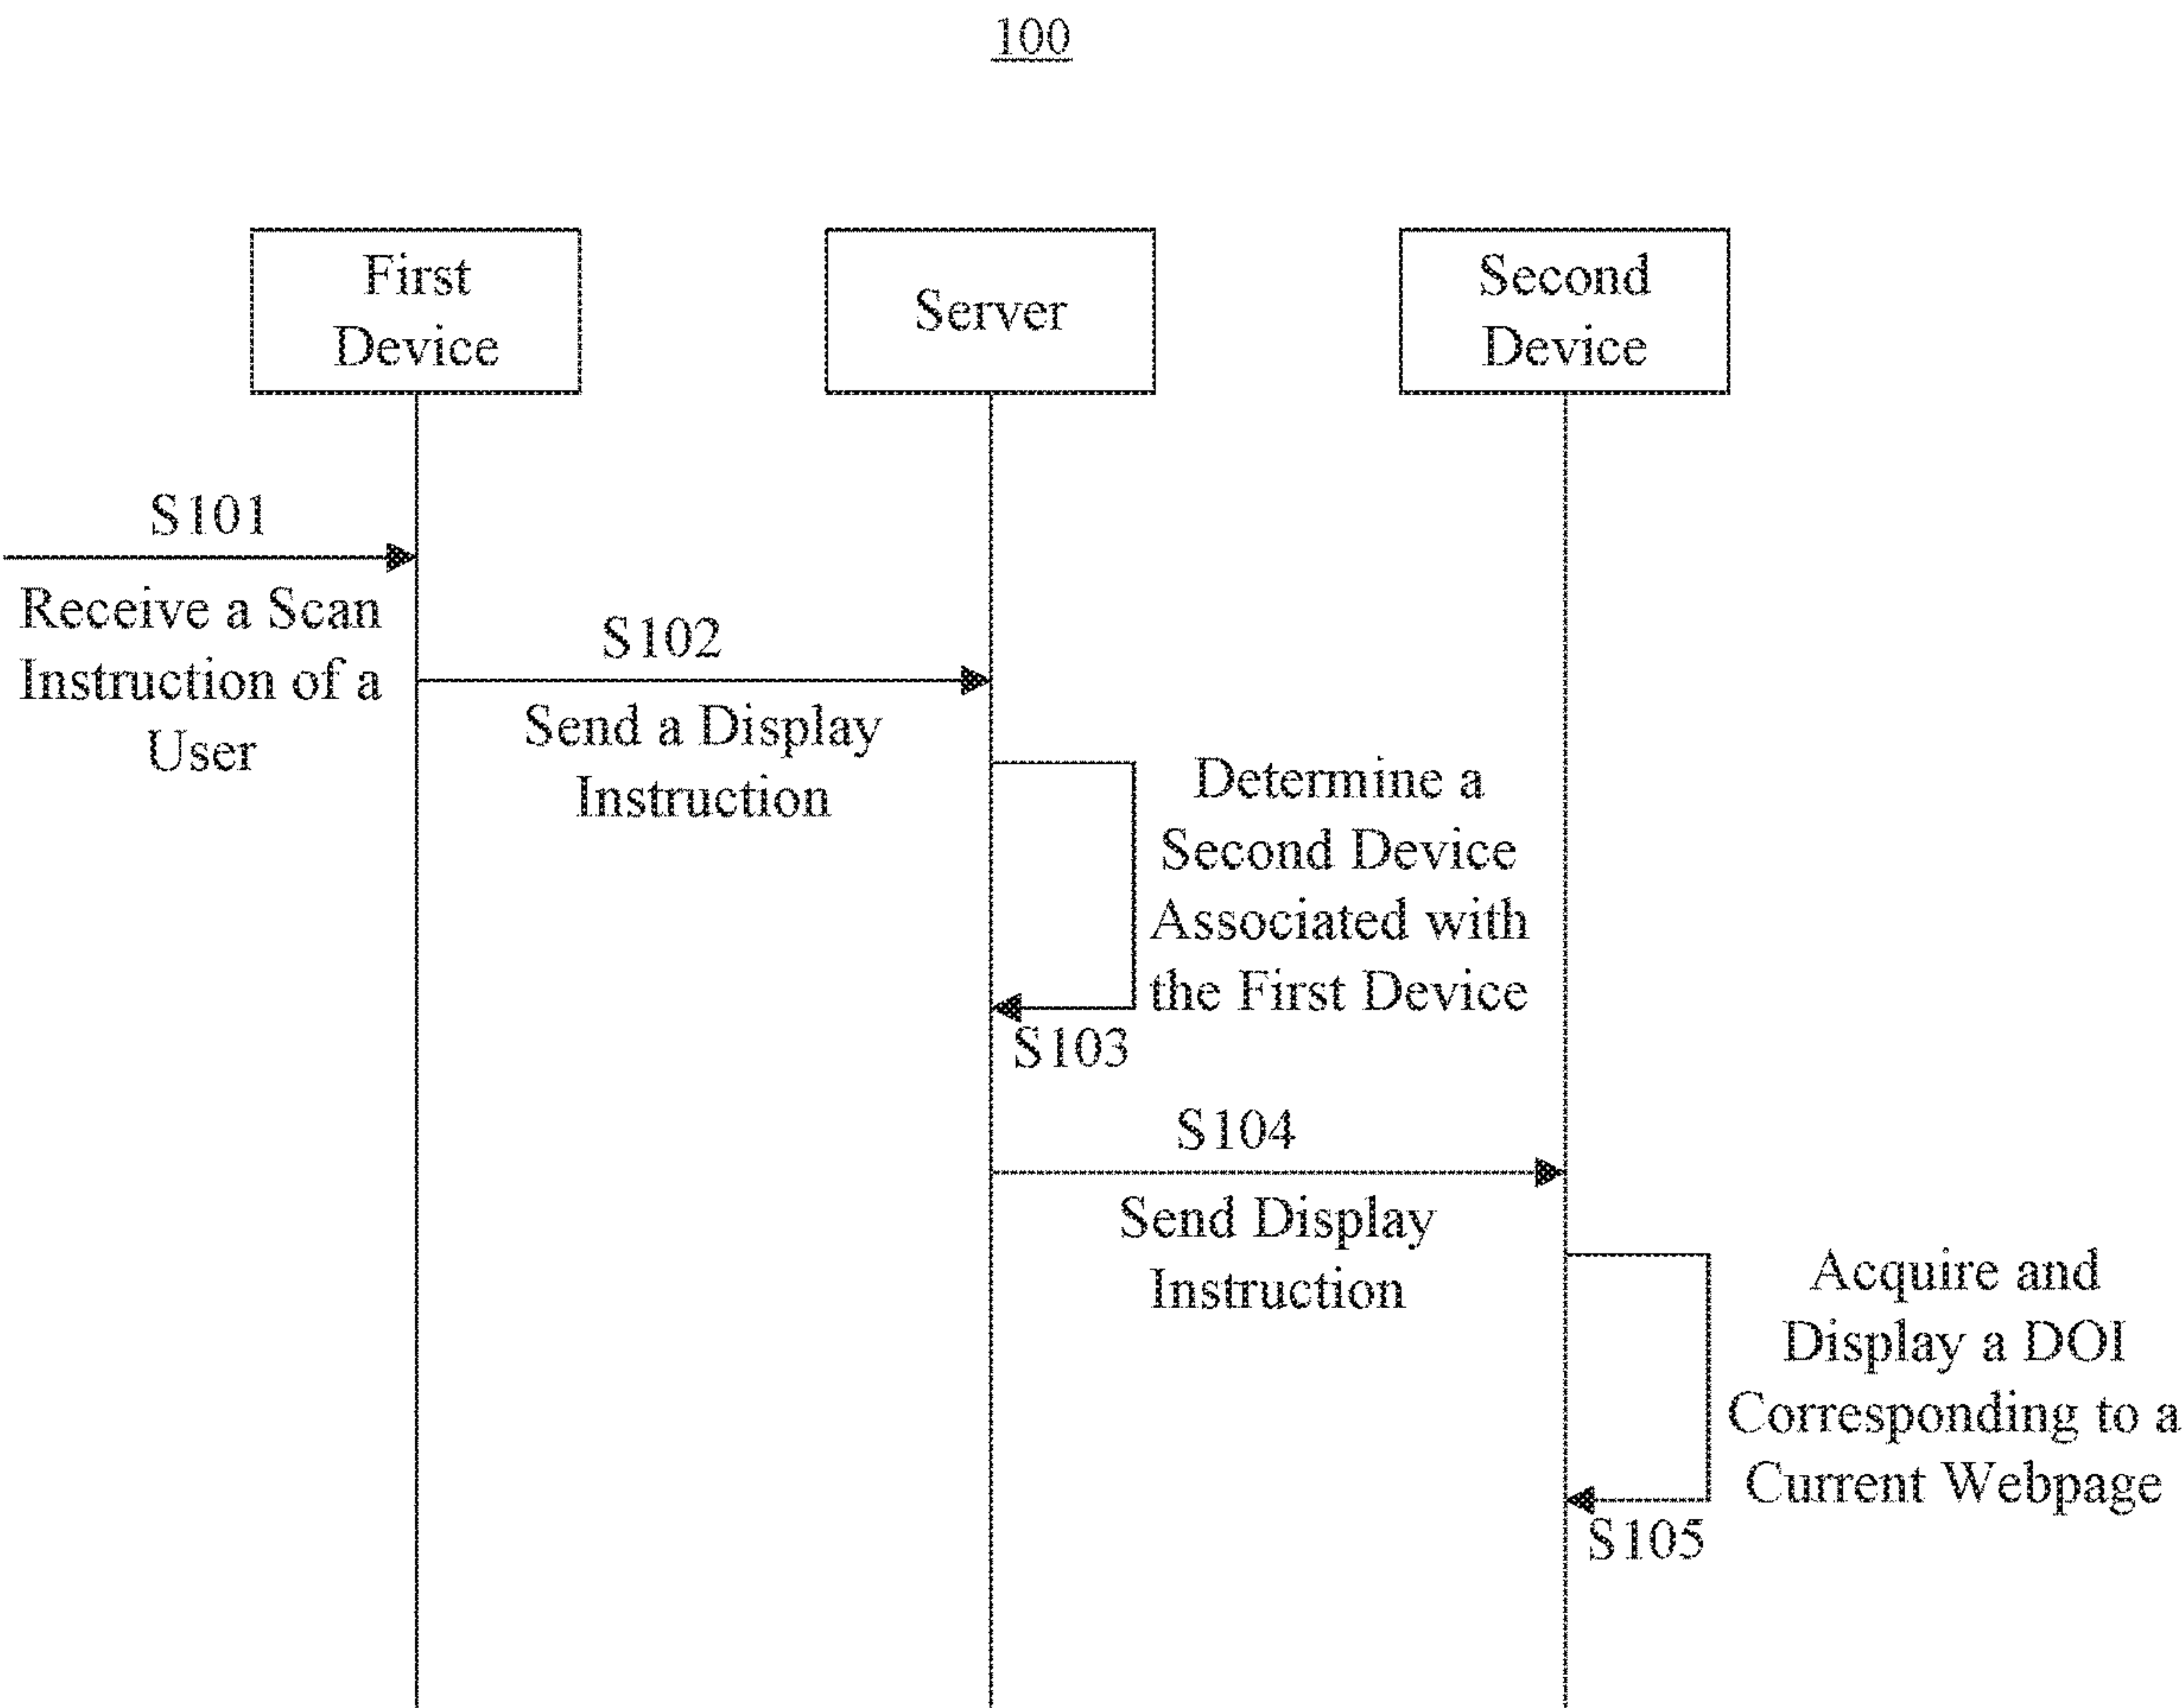 100
First
Device
Server
Second
Device
S101
Receive a Scan
Instruction of a
User
S102
Send a Display
Instruction
Determine a
Second Device
Associated with
the First Device
S103
S104
Send Display
Instruction
Acquire and
Display a DOI
Corresponding to a
Current Webpage
S105